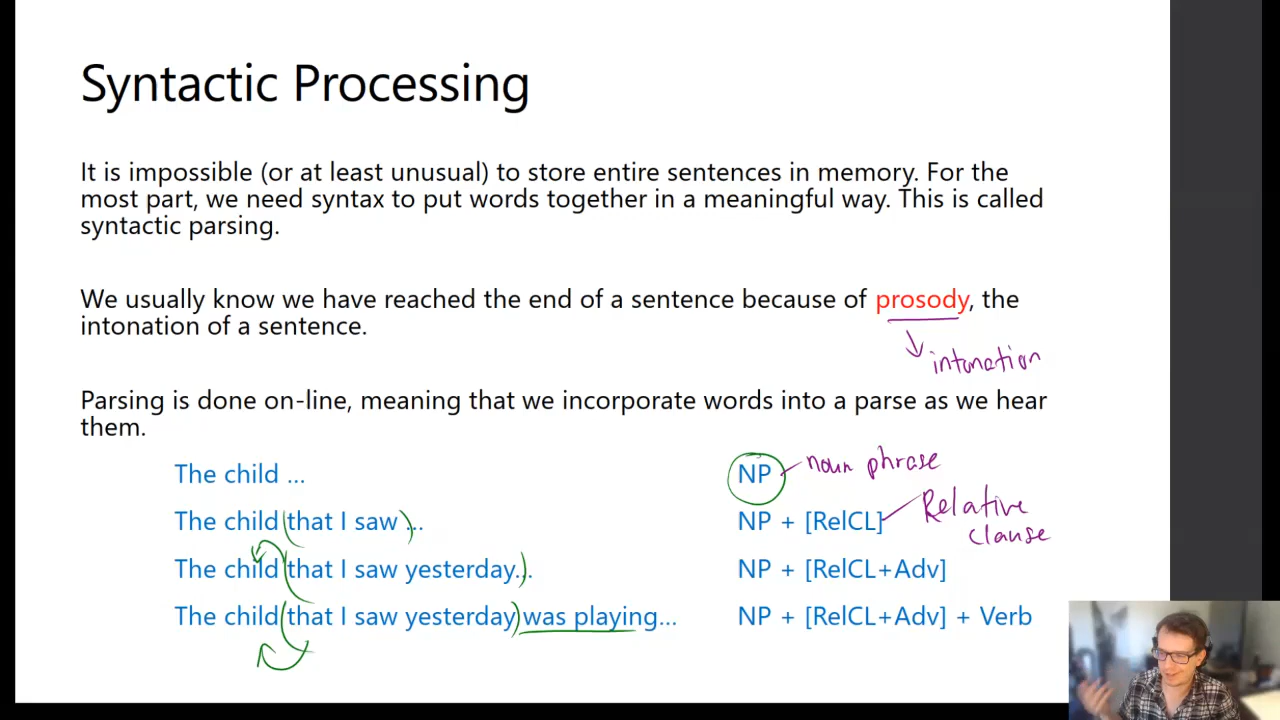 Syntactic Processing
It is impossible (or at least unusual) to store entire sentences in memory. For the
most part, we need syntax to put words together in a meaningful way. This is called
syntactic parsing.
We usually know we have reached the end of a sentence because of prosody, the
intonation of a sentence.
intonation
Parsing is done on-line, meaning that we incorporate words into a parse as we hear
them.
The child ... NP noun phrase
The child (that I saw )... NP + [RelCL] Relative
clause
The child (that I saw yesterday...) NP + [RelCL+Adv]
The child (that I saw yesterday) was playing... NP + [RelCL+Adv] + Verb